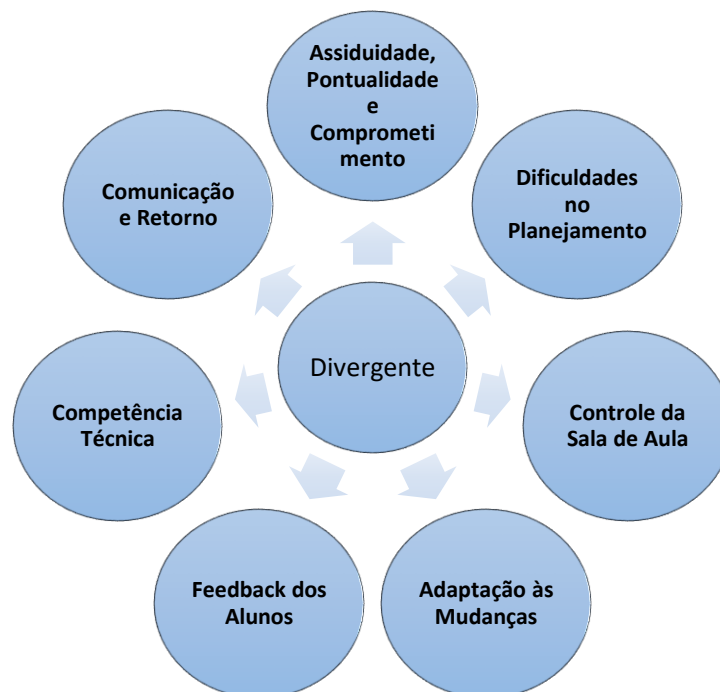 Assiduidade,
Pontualidade
e
Comprometi
mento
Dificuldades
no
Planejamento
Controle da
Sala de Aula
Adaptação às
Mudanças
Feedback dos
Alunos
Competência
Técnica
Comunicação
e Retorno
Divergente